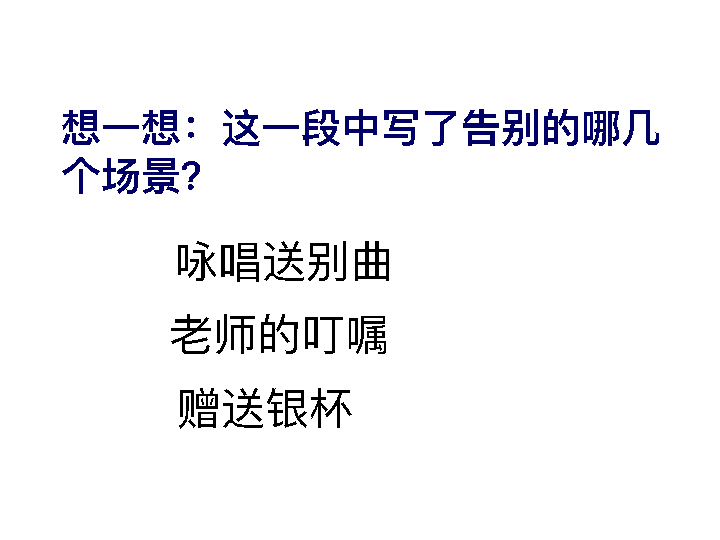 想一想：这一段中写了告别的哪几
个场景？
咏唱送别曲
老师的叮嘱
赠送银杯